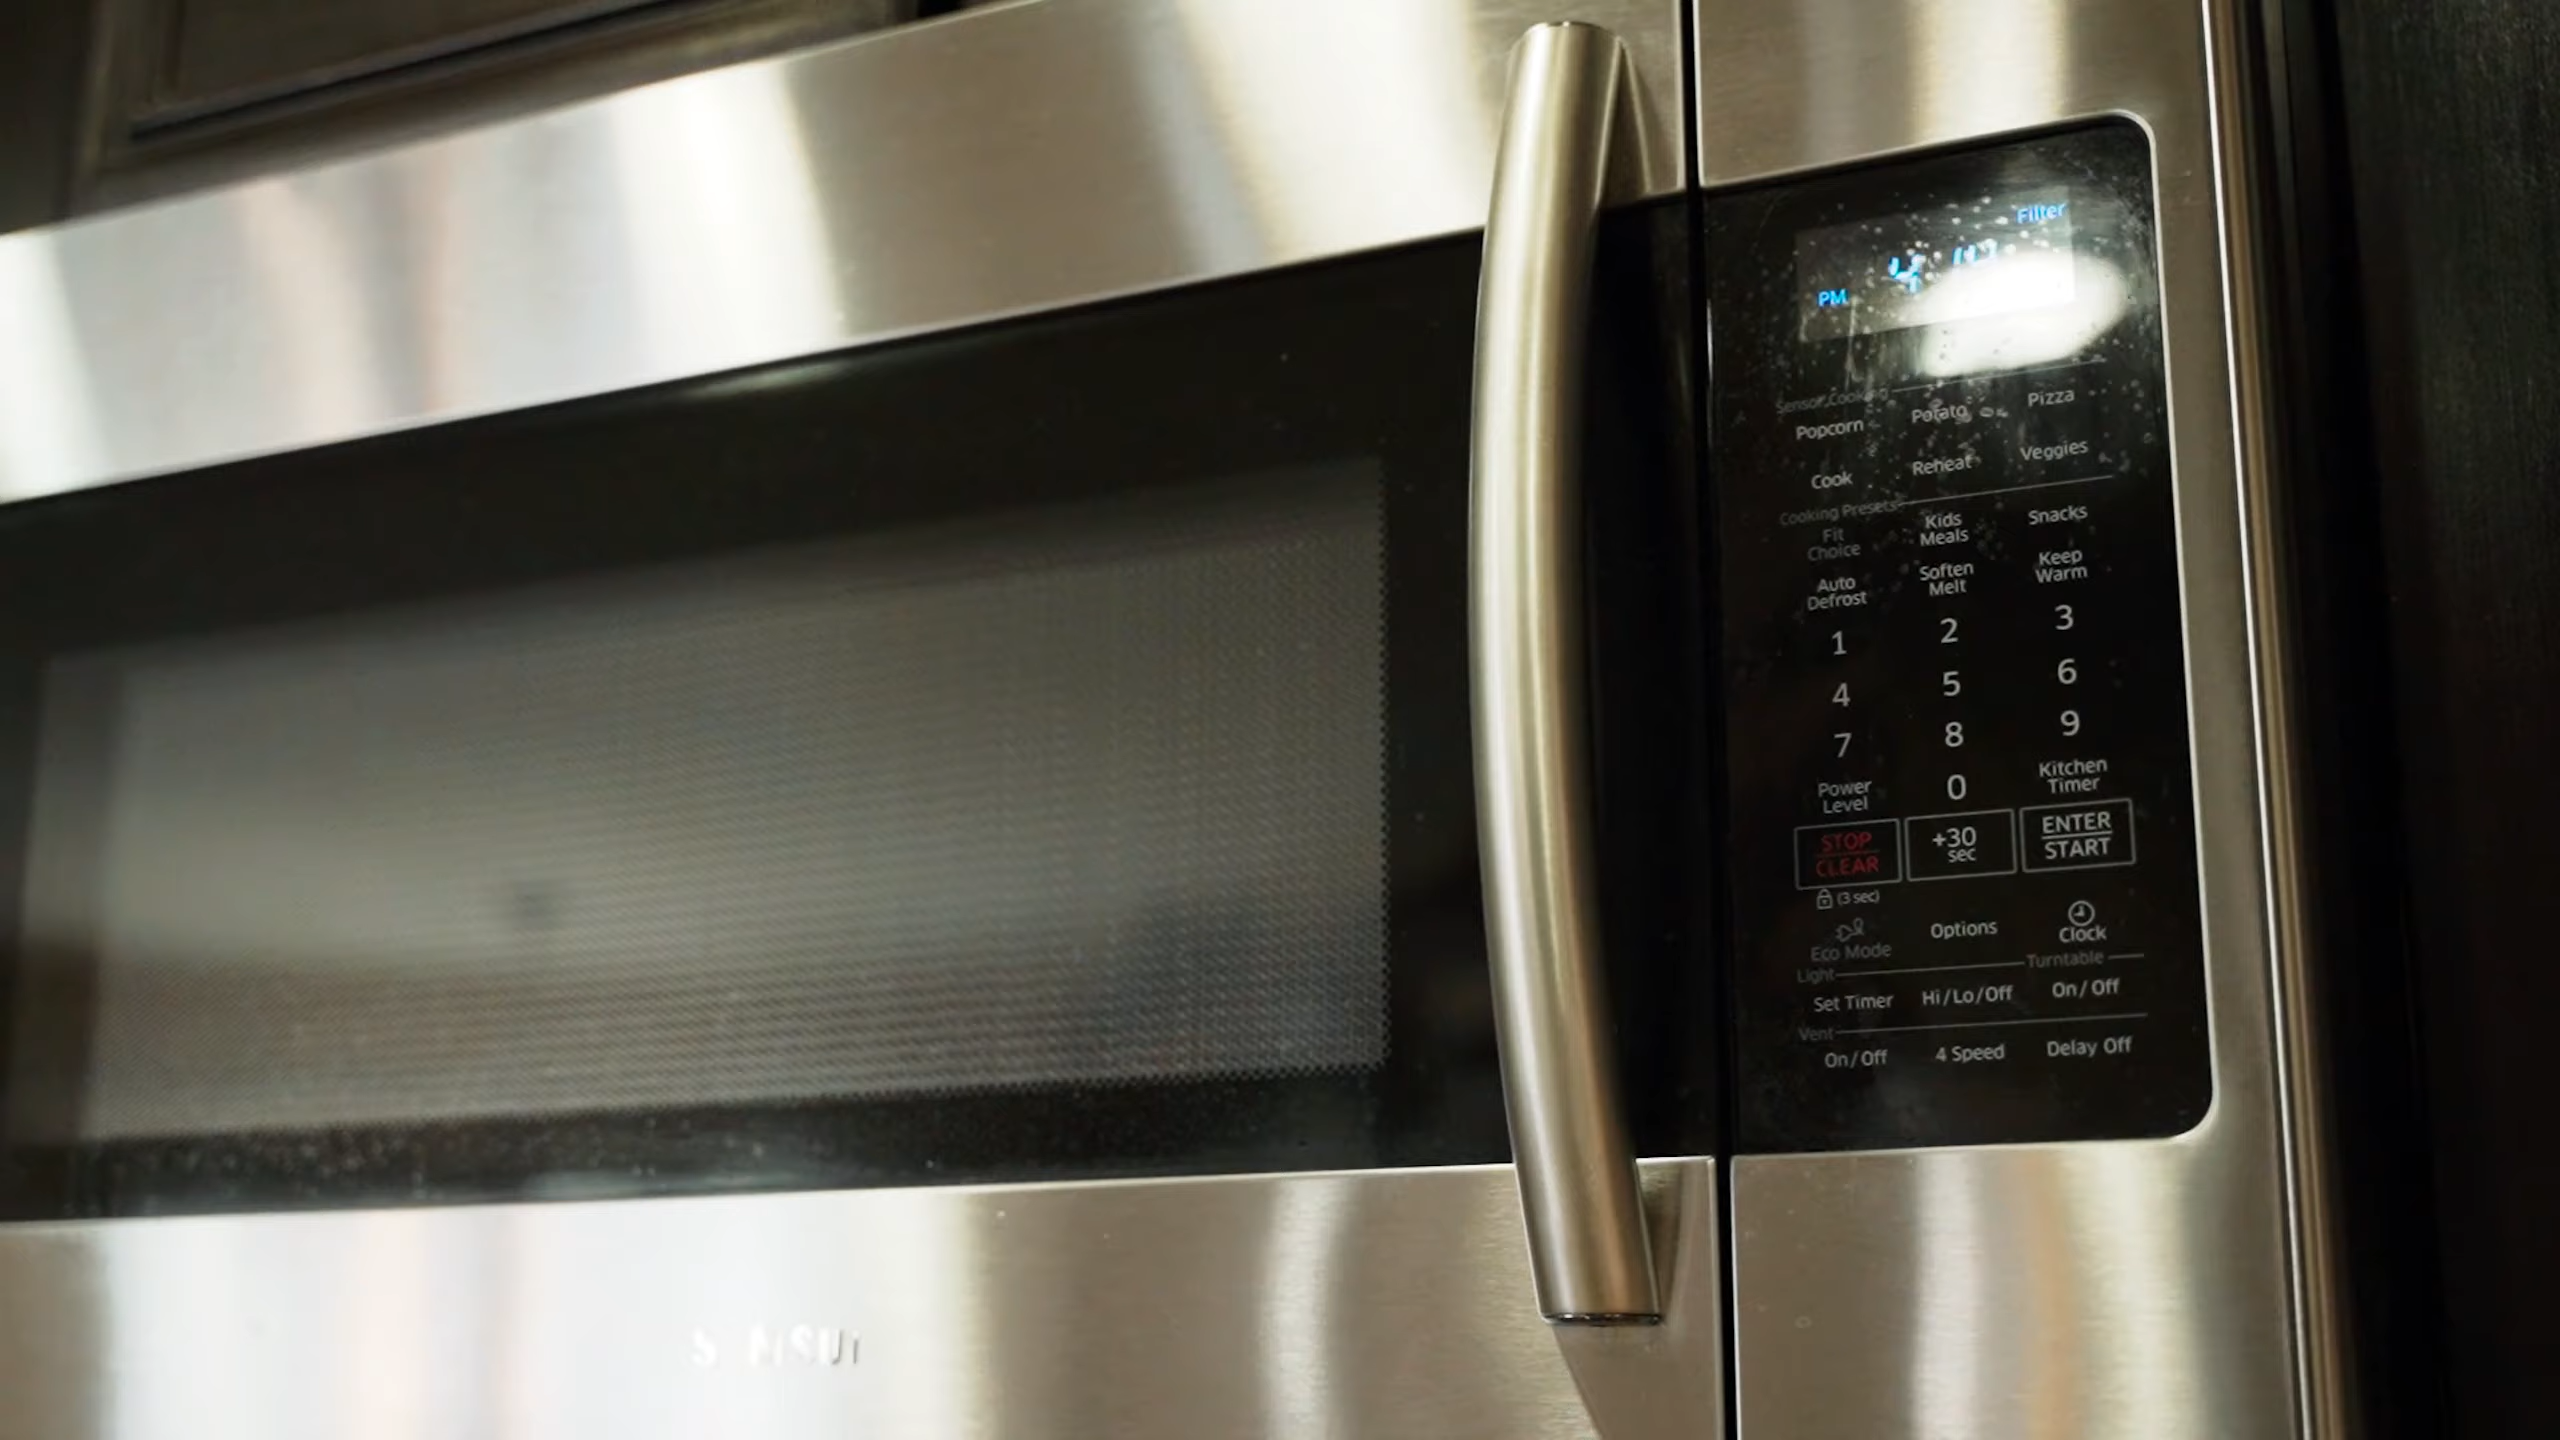 Filter
PM
Sensor Cooking
Popcorn Potato Pizza
Cook Reheat Veggies
Cooking Presets
Fit Choice
Kids Meals
Snacks
Auto Defrost
Soften Melt
Keep Warm
1 2 3
4 5 6
7 8 9
Power Level
0
Kitchen Timer
STOP CLEAR
+30 sec
ENTER START
(3 sec)
Eco Mode Options Clock
Light Turntable
Set Timer Hi/Lo/Off On/Off
Vent
On/Off 4 Speed Delay Off